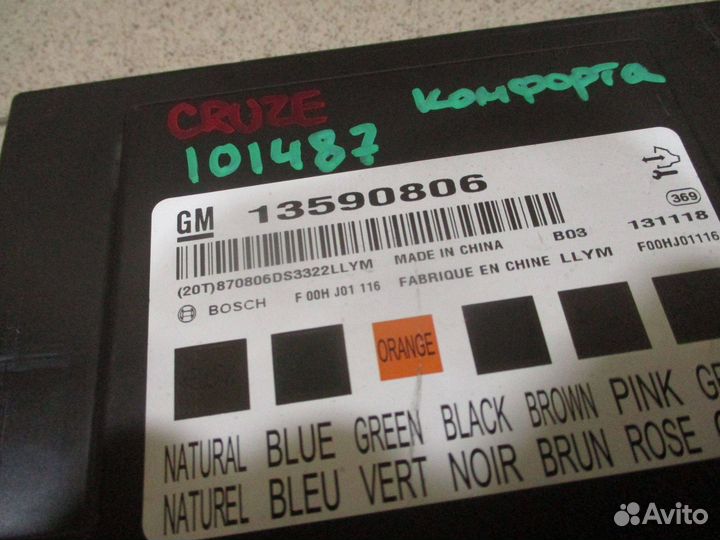 CRUZE комфорта
101487
GM 13590806
369
(20T)870806DS3322LLYM MADE IN CHINA B03 131118
BOSCH F 00H J01 116 FABRIQUE EN CHINE LLYM F00HJ01116
ORANGE
NATURAL BLUE GREEN BLACK BROWN PINK
NATUREL BLEU VERT NOIR BRUN ROSE
Avito